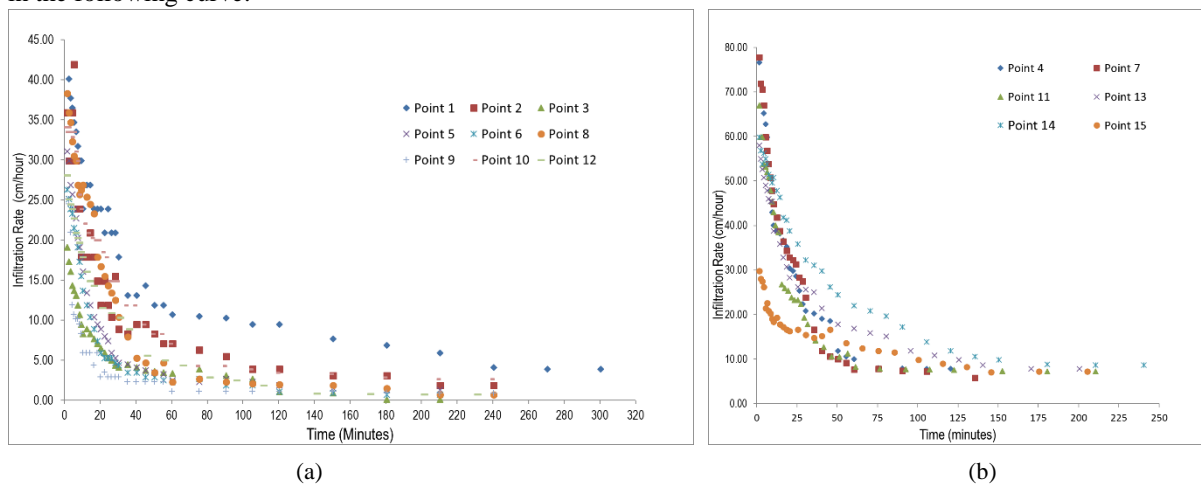 in the following curve.
45.00
40.00
35.00
30.00
25.00
20.00
15.00
10.00
5.00
0.00
Infiltration Rate (cm/hour)
0 20 40 60 80 100 120 140 160 180 200 220 240 260 280 300 320
Time (Minutes)
Point 1 Point 2 Point 3
Point 5 Point 6 Point 8
Point 9 Point 10 Point 12
(a)
80.00
70.00
60.00
50.00
40.00
30.00
20.00
10.00
0.00
Infiltration Rate (cm/hour)
0 25 50 75 100 125 150 175 200 225 250
Time (minutes)
Point 4 Point 7
Point 11 Point 13
Point 14 Point 15
(b)